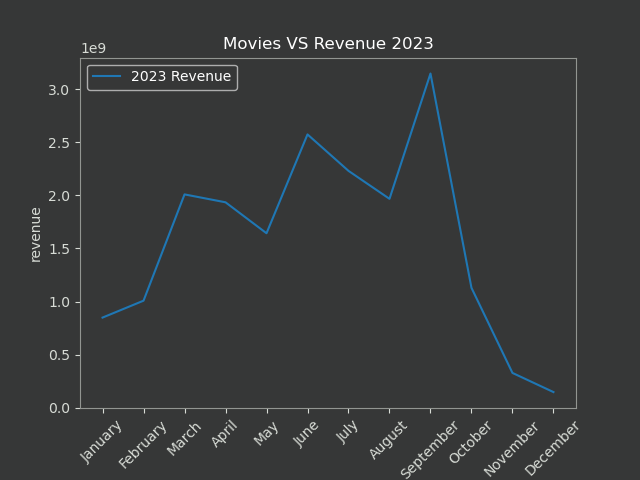 Movies VS Revenue 2023
1e9
2023 Revenue
3.0
2.5
2.0
1.5
1.0
0.5
0.0
revenue
January
February
March
April
May
June
July
August
September
October
November
December